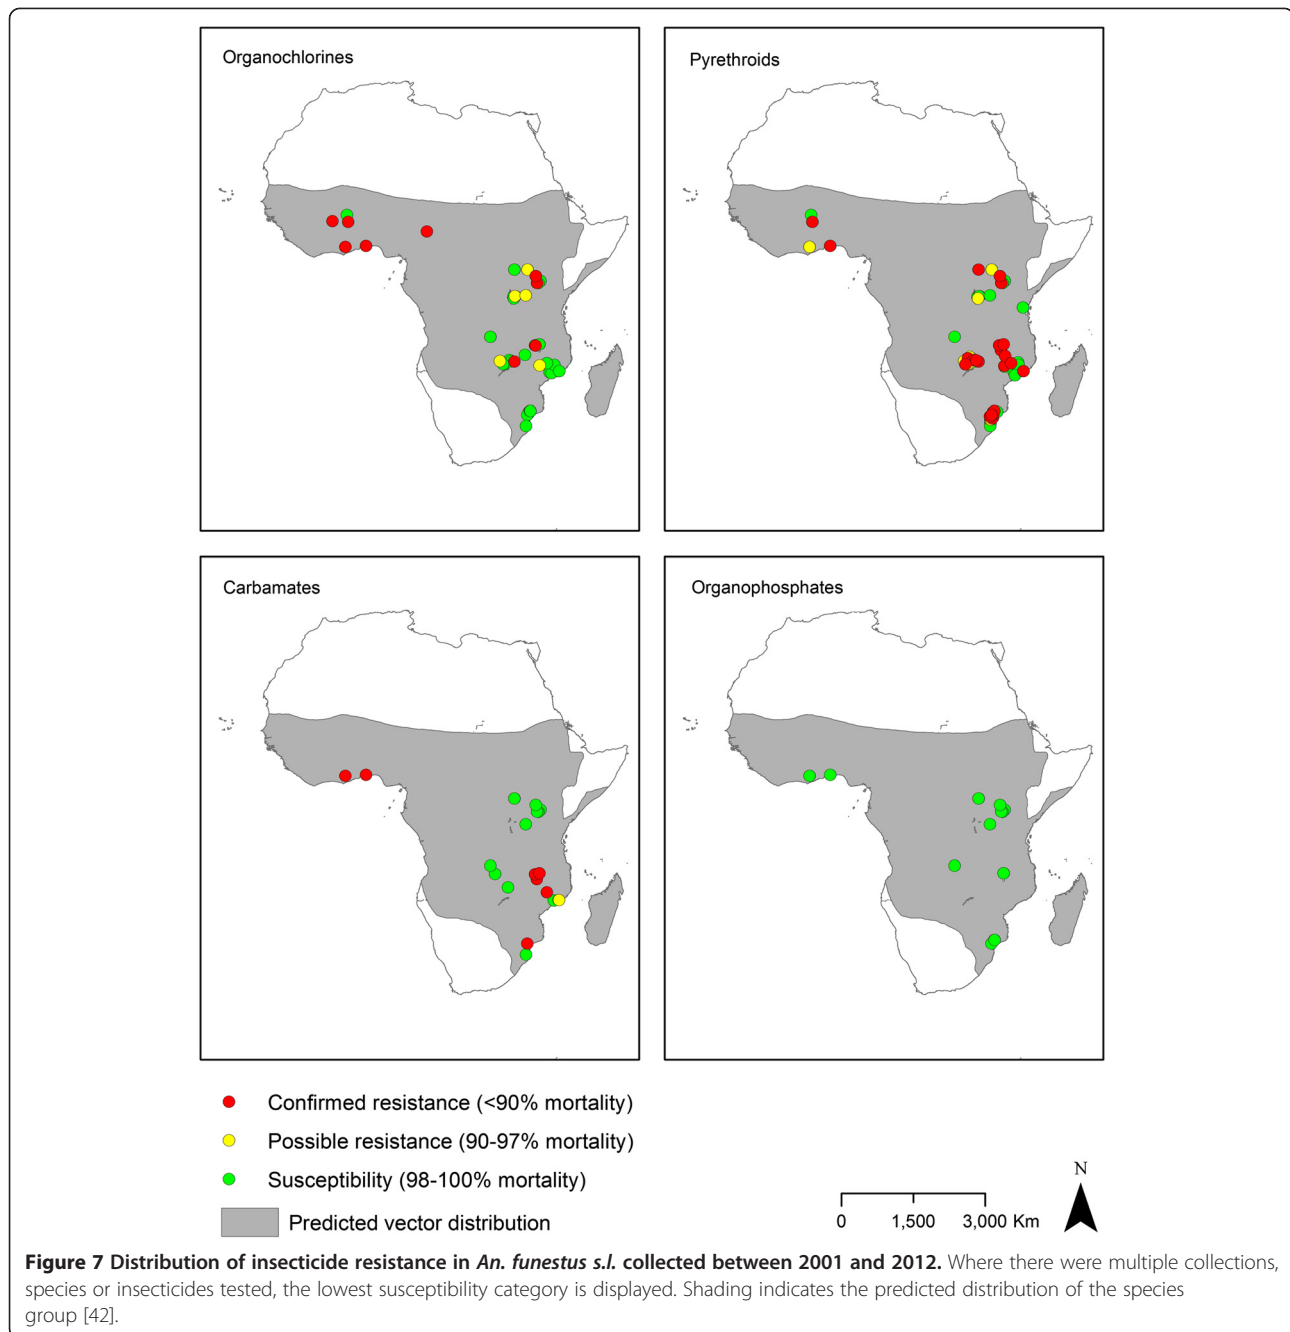 Organochlorines
Pyrethroids
Carbamates
Organophosphates
Confirmed resistance (<90% mortality)
Possible resistance (90-97% mortality)
Susceptibility (98-100% mortality)
Predicted vector distribution
0 1,500 3,000 Km
N
Figure 7 Distribution of insecticide resistance in An. funestus s.l. collected between 2001 and 2012. Where there were multiple collections,
species or insecticides tested, the lowest susceptibility category is displayed. Shading indicates the predicted distribution of the species
group [42].